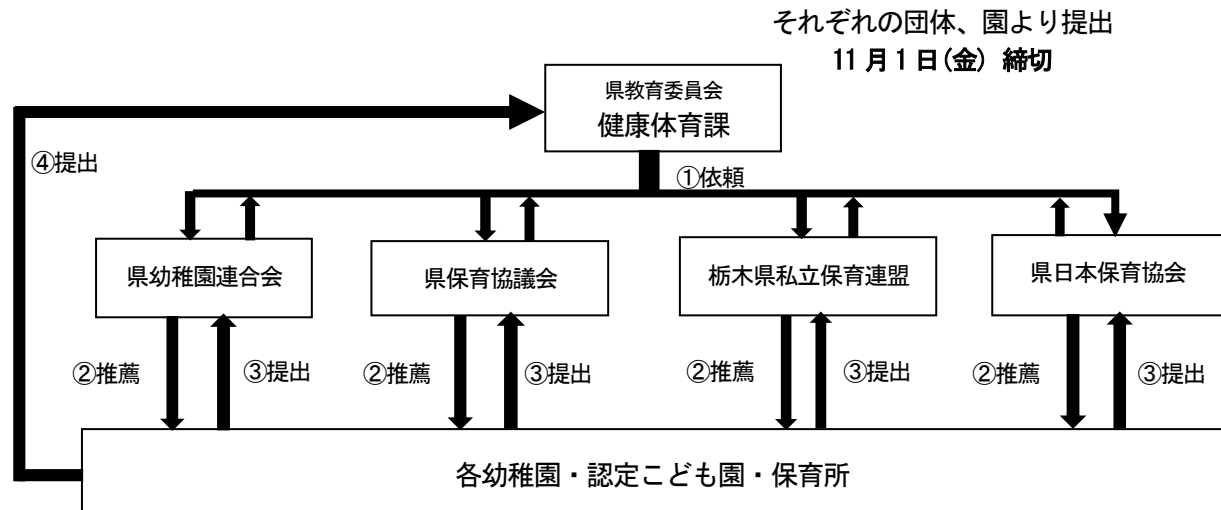 それぞれの団体、園より提出
11月1日(金) 締切
県教育委員会
健康体育課
④提出
①依頼
県幼稚園連合会
県保育協議会
栃木県私立保育連盟
県日本保育協会
②推薦
③提出
②推薦
③提出
②推薦
③提出
②推薦
③提出
各幼稚園・認定こども園・保育所